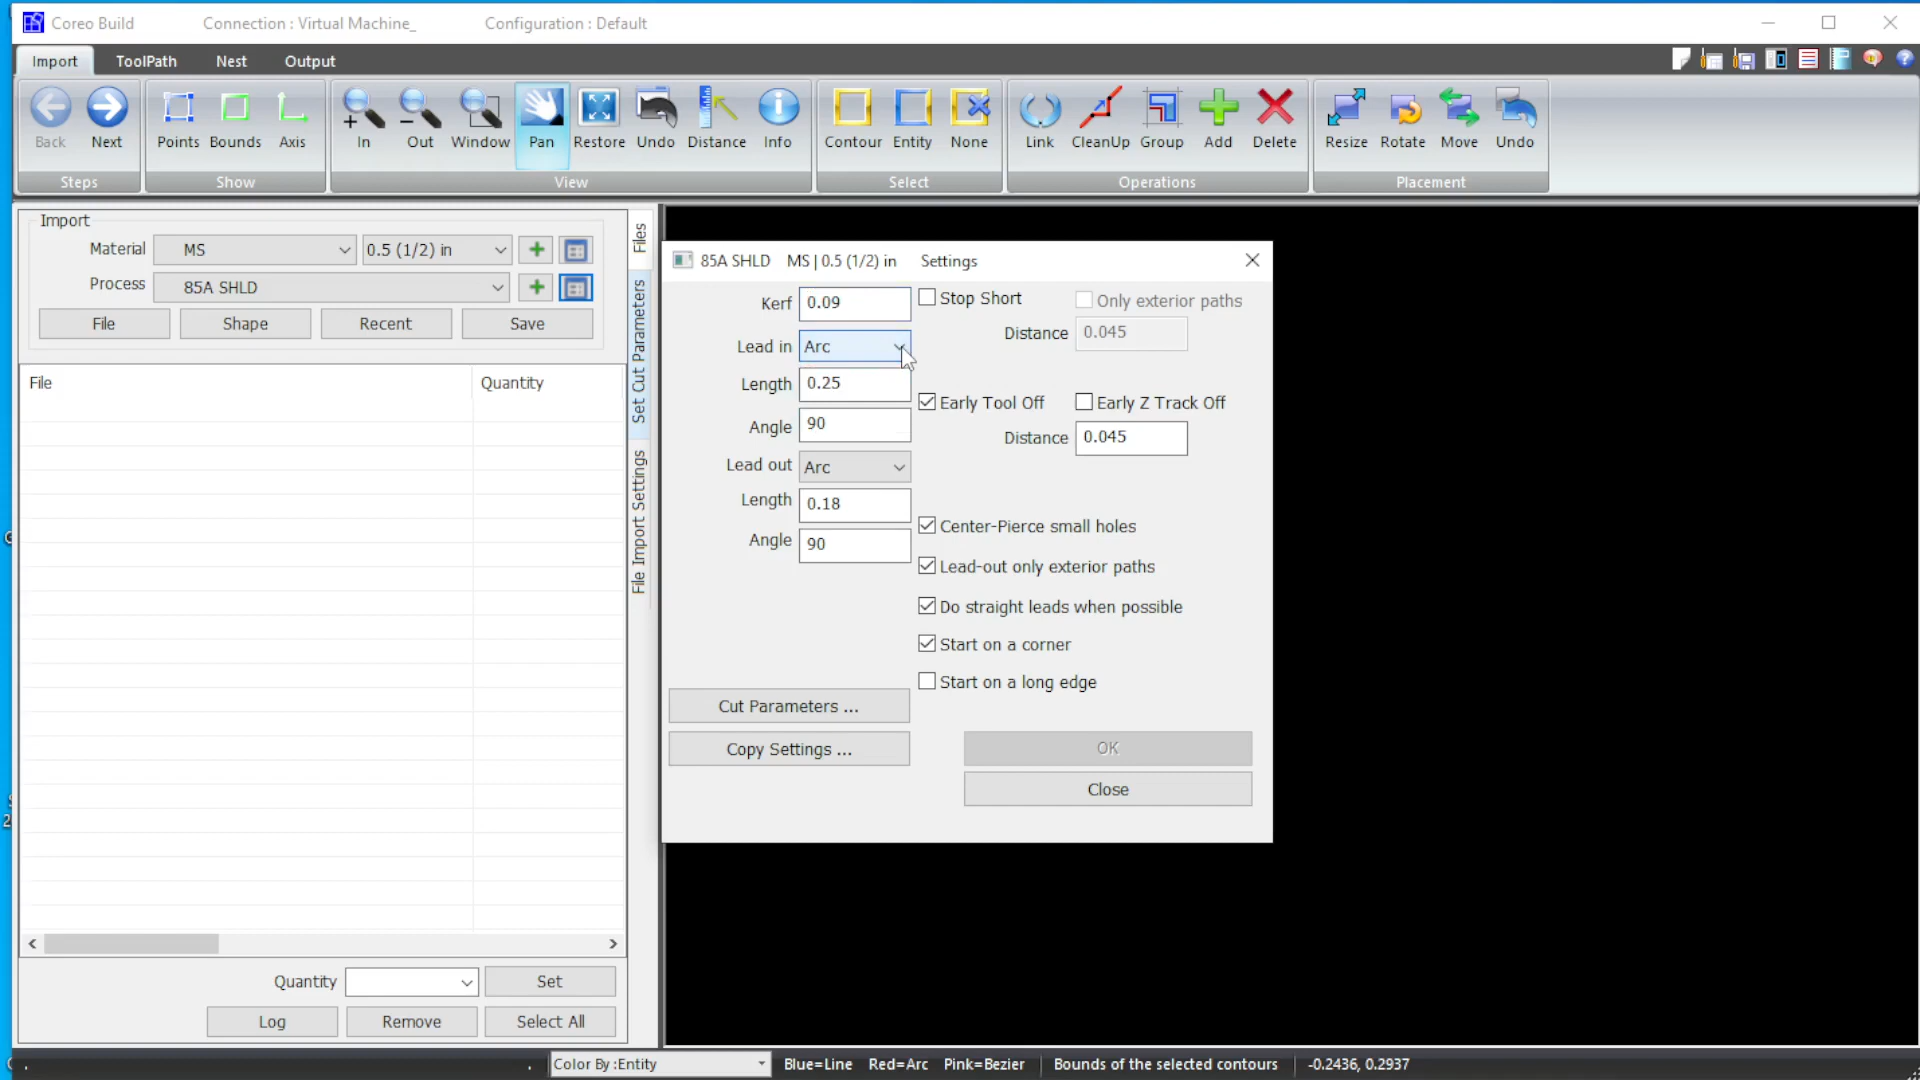 Coreo Build Connection : Virtual Machine_ Configuration : Default
Import ToolPath Nest Output
Back Next Points Bounds Axis In Out Window Pan Restore Undo Distance Info Contour Entity None Link CleanUp Group Add Delete Resize Rotate Move Undo
Steps Show View Select Operations Placement
Import
Material MS 0.5 (1/2) in
Process 85A SHLD
File Shape Recent Save
File Quantity
Files
Set Cut Parameters
File Import Settings
85A SHLD MS | 0.5 (1/2) in Settings
Kerf 0.09
Lead in Arc
Length 0.25
Angle 90
Lead out Arc
Length 0.18
Angle 90
Stop Short Only exterior paths
Distance 0.045
Early Tool Off Early Z Track Off
Distance 0.045
Center-Pierce small holes
Lead-out only exterior paths
Do straight leads when possible
Start on a corner
Start on a long edge
Cut Parameters ...
Copy Settings ...
OK
Close
Quantity Set
Log Remove Select All
Color By :Entity Blue=Line Red=Arc Pink=Bezier Bounds of the selected contours -0.2436, 0.2937